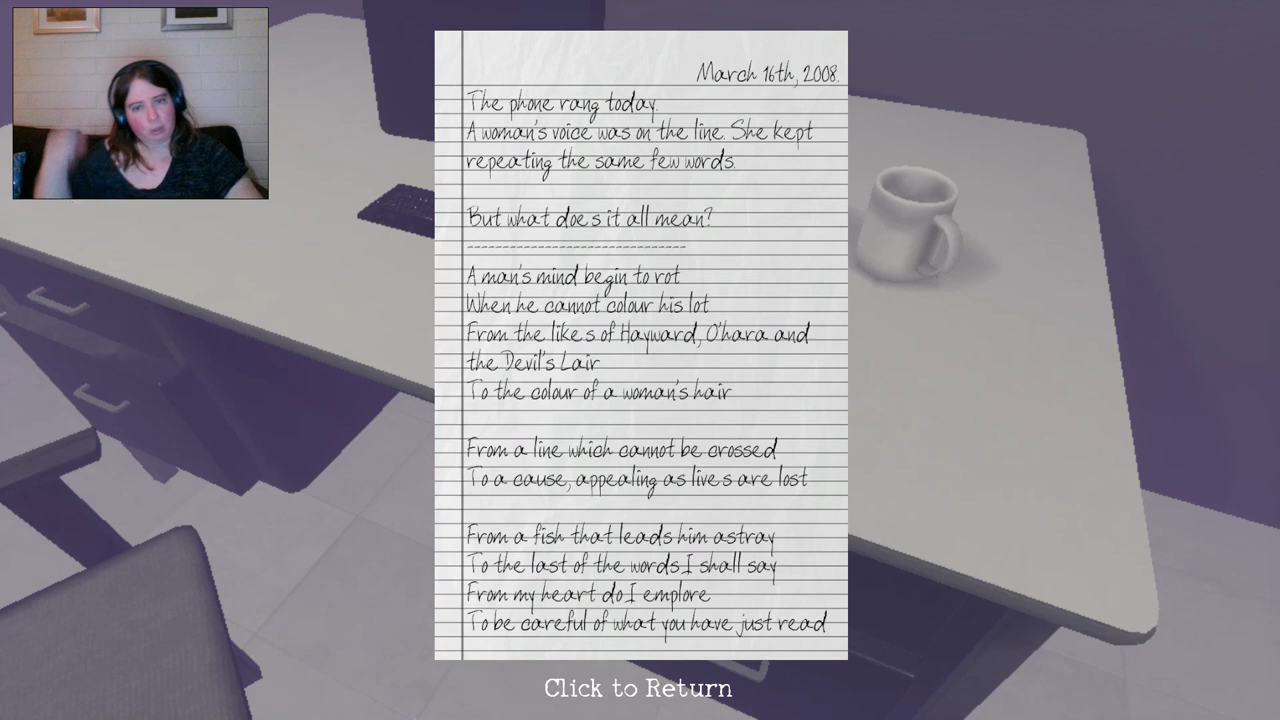 March 16th, 2008.
The phone rang today.
A woman's voice was on the line. She kept
repeating the same few words.
But what does it all mean?
-------------------------------
A man's mind begin to rot
When he cannot colour his lot
From the likes of Hayward, O'hara and
the Devil's Lair
To the colour of a woman's hair
From a line which cannot be crossed
To a cause, appealing as lives are lost
From a fish that leads him astray
To the last of the words I shall say
From my heart do I emplore
To be careful of what you have just read
Click to Return